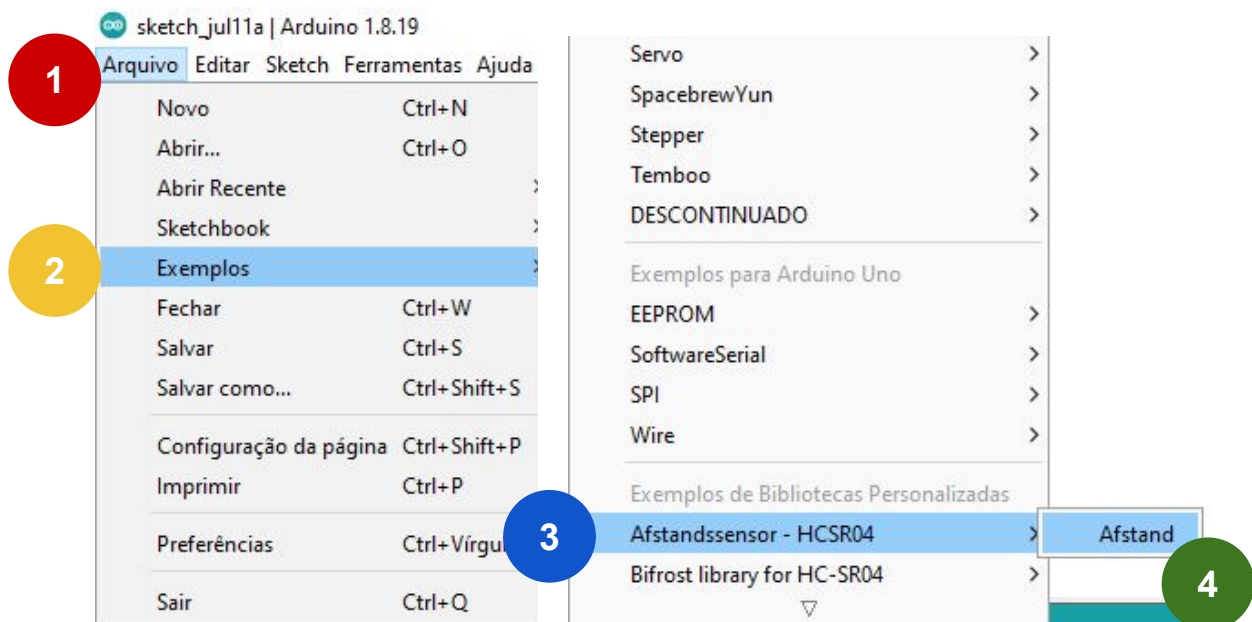 sketch_jul11a | Arduino 1.8.19
1
Arquivo Editar Sketch Ferramentas Ajuda
Novo Ctrl+N
Abrir... Ctrl+O
Abrir Recente
Sketchbook
2
Exemplos
Fechar Ctrl+W
Salvar Ctrl+S
Salvar como... Ctrl+Shift+S
Configuração da página Ctrl+Shift+P
Imprimir Ctrl+P
Preferências
Sair Ctrl+Q
Servo
SpacebrewYun
Stepper
Temboo
DESCONTINUADO
Exemplos para Arduino Uno
EEPROM
SoftwareSerial
SPI
Wire
Exemplos de Bibliotecas Personalizadas
3
Afstandssensor - HCSR04
Afstand
Bifrost library for HC-SR04
4